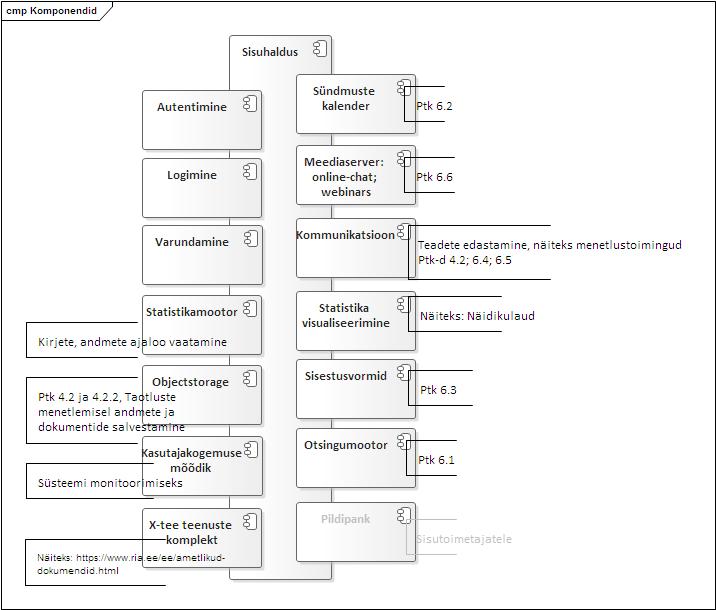 cmp Komponendid
Sisuhaldus
Autentimine
Logimine
Varundamine
Statistikamootor
Kirjete, andmete ajaloo vaatamine
Objectstorage
Ptk 4.2 ja 4.2.2, Taotluste
menetlemisel andmete ja
dokumentide salvestamine
Kasutajakogemuse
mõõdik
Süsteemi monitoorimiseks
X-tee teenuste
komplekt
Näiteks: https://www.ria.ee/ee/ametlikud-
dokumendid.html
Sündmuste
kalender
Ptk 6.2
Meediaserver:
online-chat;
webinars
Ptk 6.6
Kommunikatsioon
Teadete edastamine, näiteks menetlustoimingud
Ptk-d 4.2; 6.4; 6.5
Statistika
visualiseerimine
Näiteks: Näidikulaud
Sisestusvormid
Ptk 6.3
Otsingumootor
Ptk 6.1
Pildipank
Sisutoimetajatele